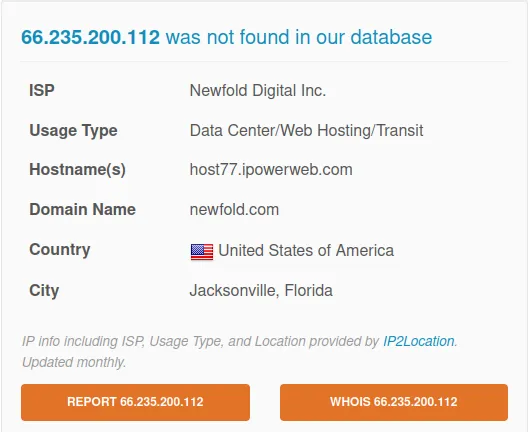 66.235.200.112 was not found in our database
ISP Newfold Digital Inc.
Usage Type Data Center/Web Hosting/Transit
Hostname(s) host77.ipowerweb.com
Domain Name newfold.com
Country United States of America
City Jacksonville, Florida
IP info including ISP, Usage Type, and Location provided by IP2Location.
Updated monthly.
REPORT 66.235.200.112 WHOIS 66.235.200.112